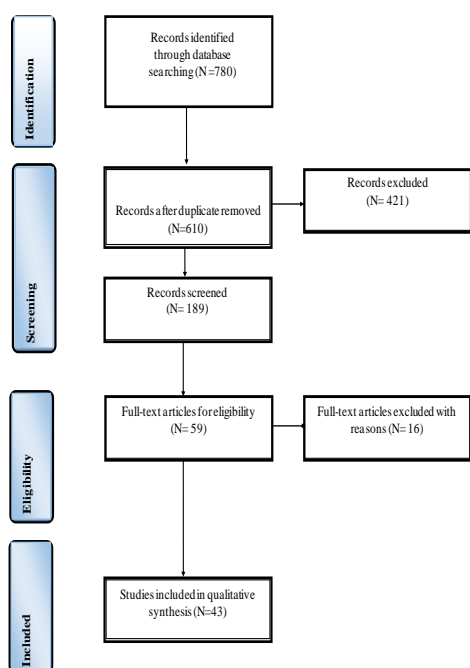 Identification
Records identified
through database
searching (N =780)
Screening
Records after duplicate removed
(N=610)
Records excluded
(N= 421)
Records screened
(N= 189)
Eligibility
Full-text articles for eligibility
(N= 59)
Full-text articles excluded with
reasons (N= 16)
Included
Studies included in qualitative
synthesis (N=43)